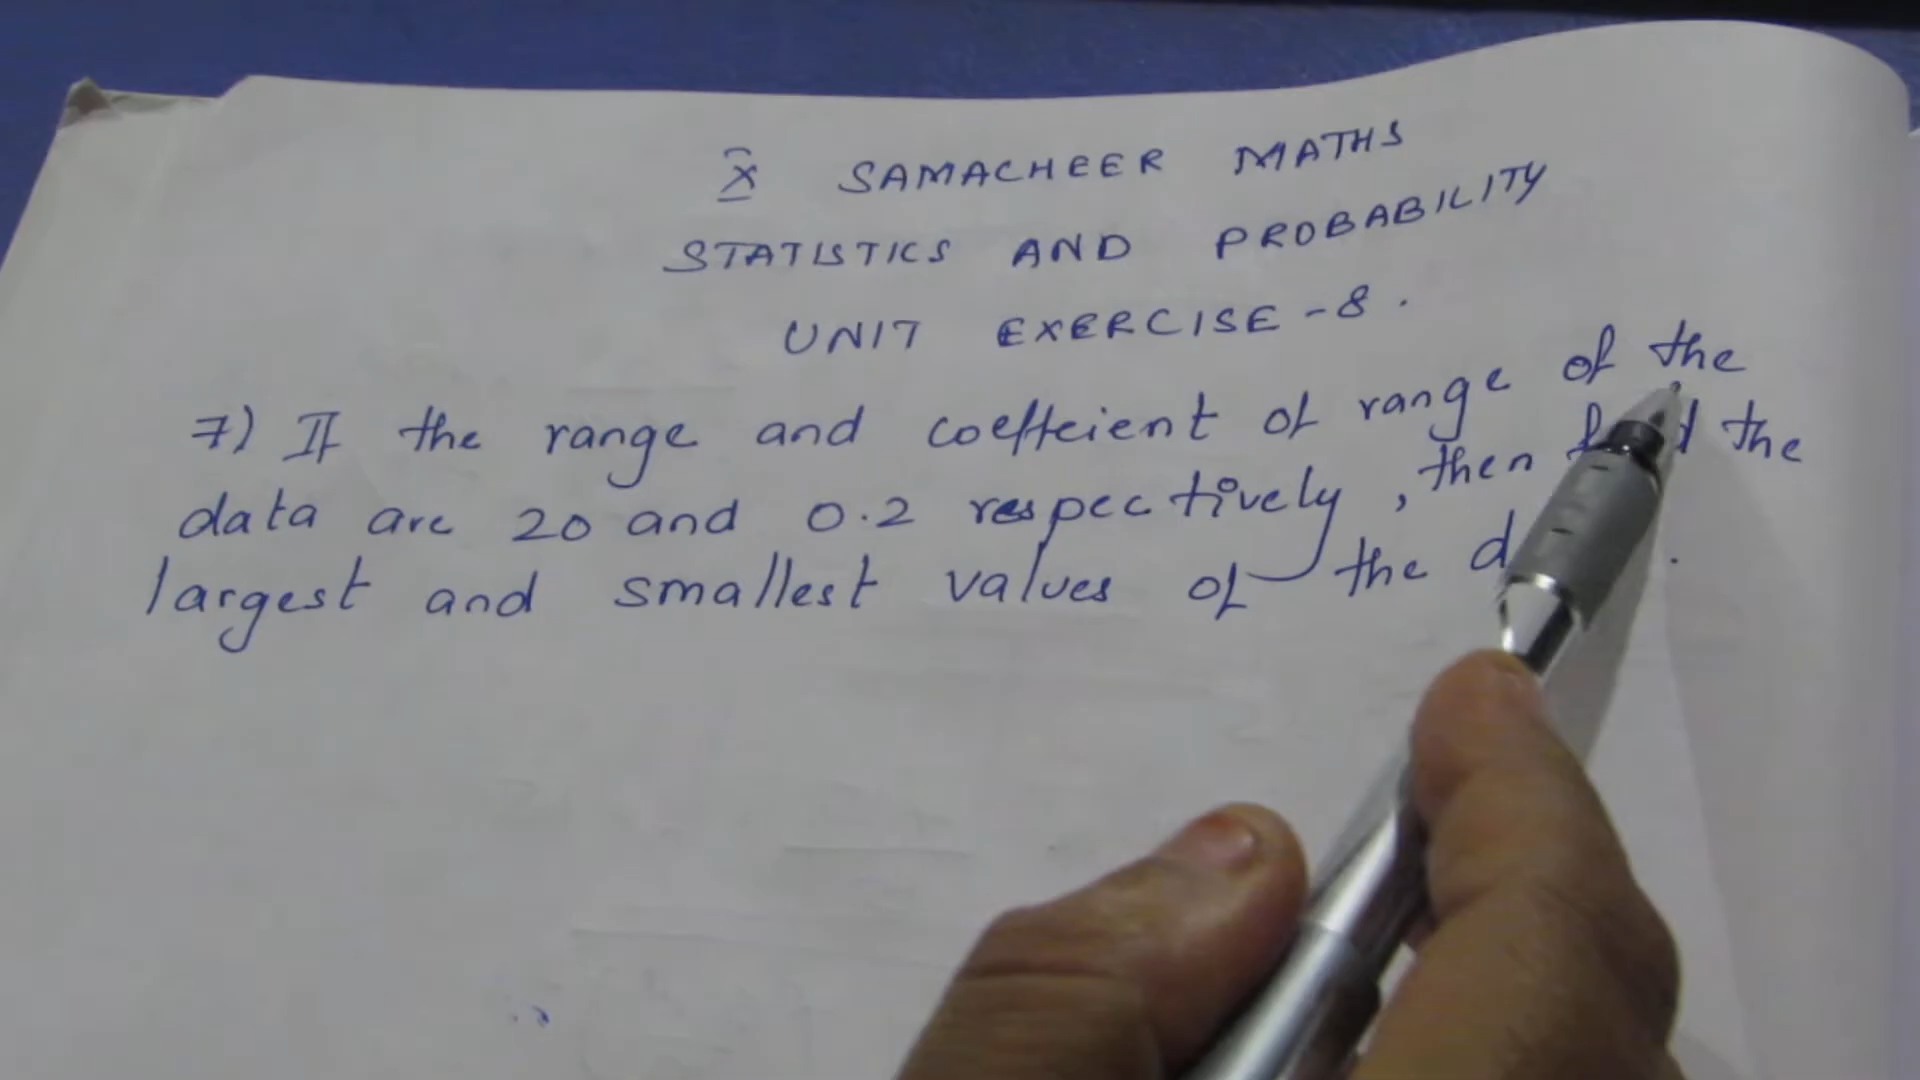 X SAMACHEER MATHS
STATISTICS AND PROBABILITY
UNIT EXERCISE - 8.
7) If the range and coefficient of range of the
data are 20 and 0.2 respectively, then the
largest and smallest values of the